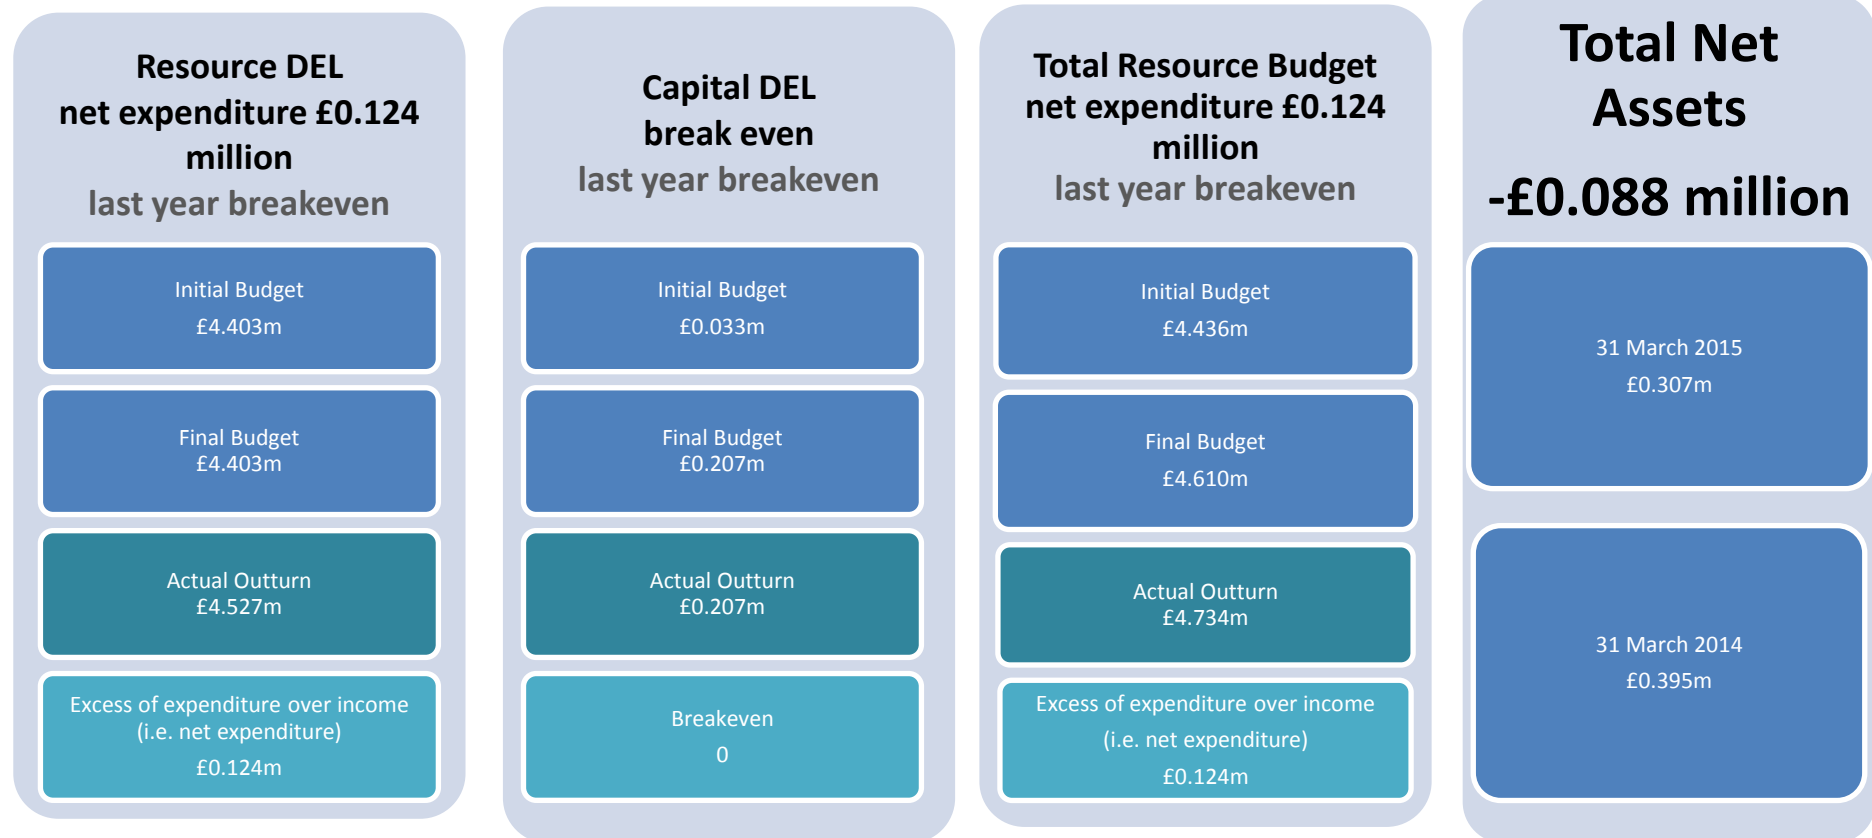 Resource DEL
net expenditure £0.124
million
last year breakeven
Initial Budget
£4.403m
Final Budget
£4.403m
Actual Outturn
£4.527m
Excess of expenditure over income
(i.e. net expenditure)
£0.124m
Capital DEL
break even
last year breakeven
Initial Budget
£0.033m
Final Budget
£0.207m
Actual Outturn
£0.207m
Breakeven
0
Total Resource Budget
net expenditure £0.124
million
last year breakeven
Initial Budget
£4.436m
Final Budget
£4.610m
Actual Outturn
£4.734m
Excess of expenditure over income
(i.e. net expenditure)
£0.124m
Total Net
Assets
-£0.088 million
31 March 2015
£0.307m
31 March 2014
£0.395m